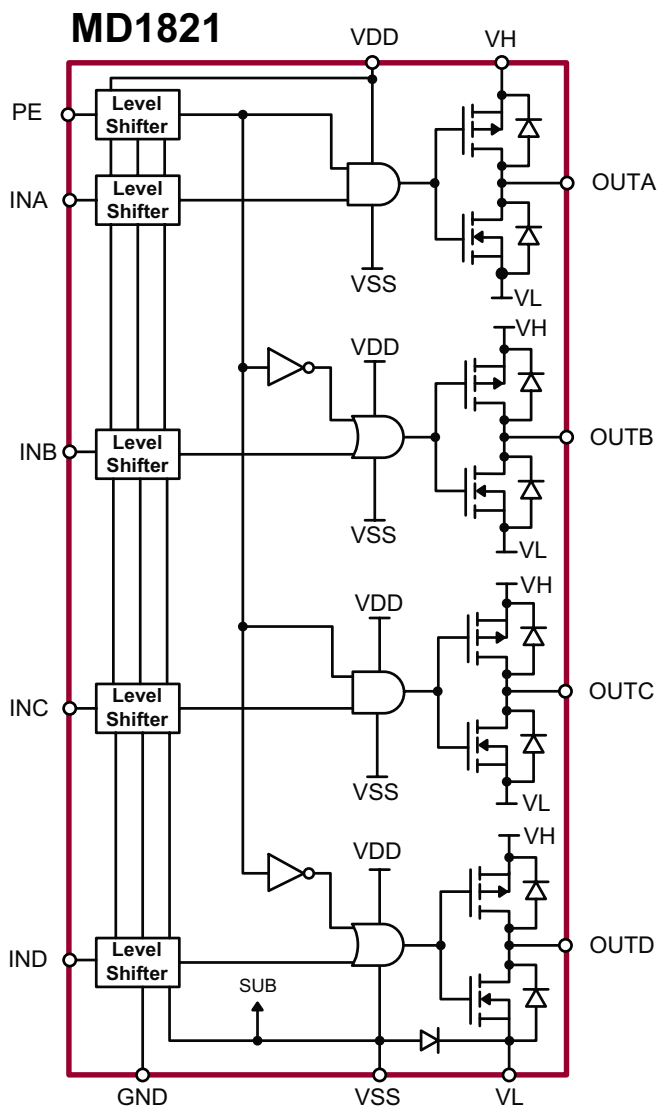 MD1821
VDD
VH
PE
Level
Shifter
INA
Level
Shifter
OUTA
VSS
VL
VH
VDD
INB
Level
Shifter
OUTB
VSS
VL
VH
VDD
INC
Level
Shifter
OUTC
VSS
VL
VH
VDD
IND
Level
Shifter
OUTD
SUB
GND
VSS
VL